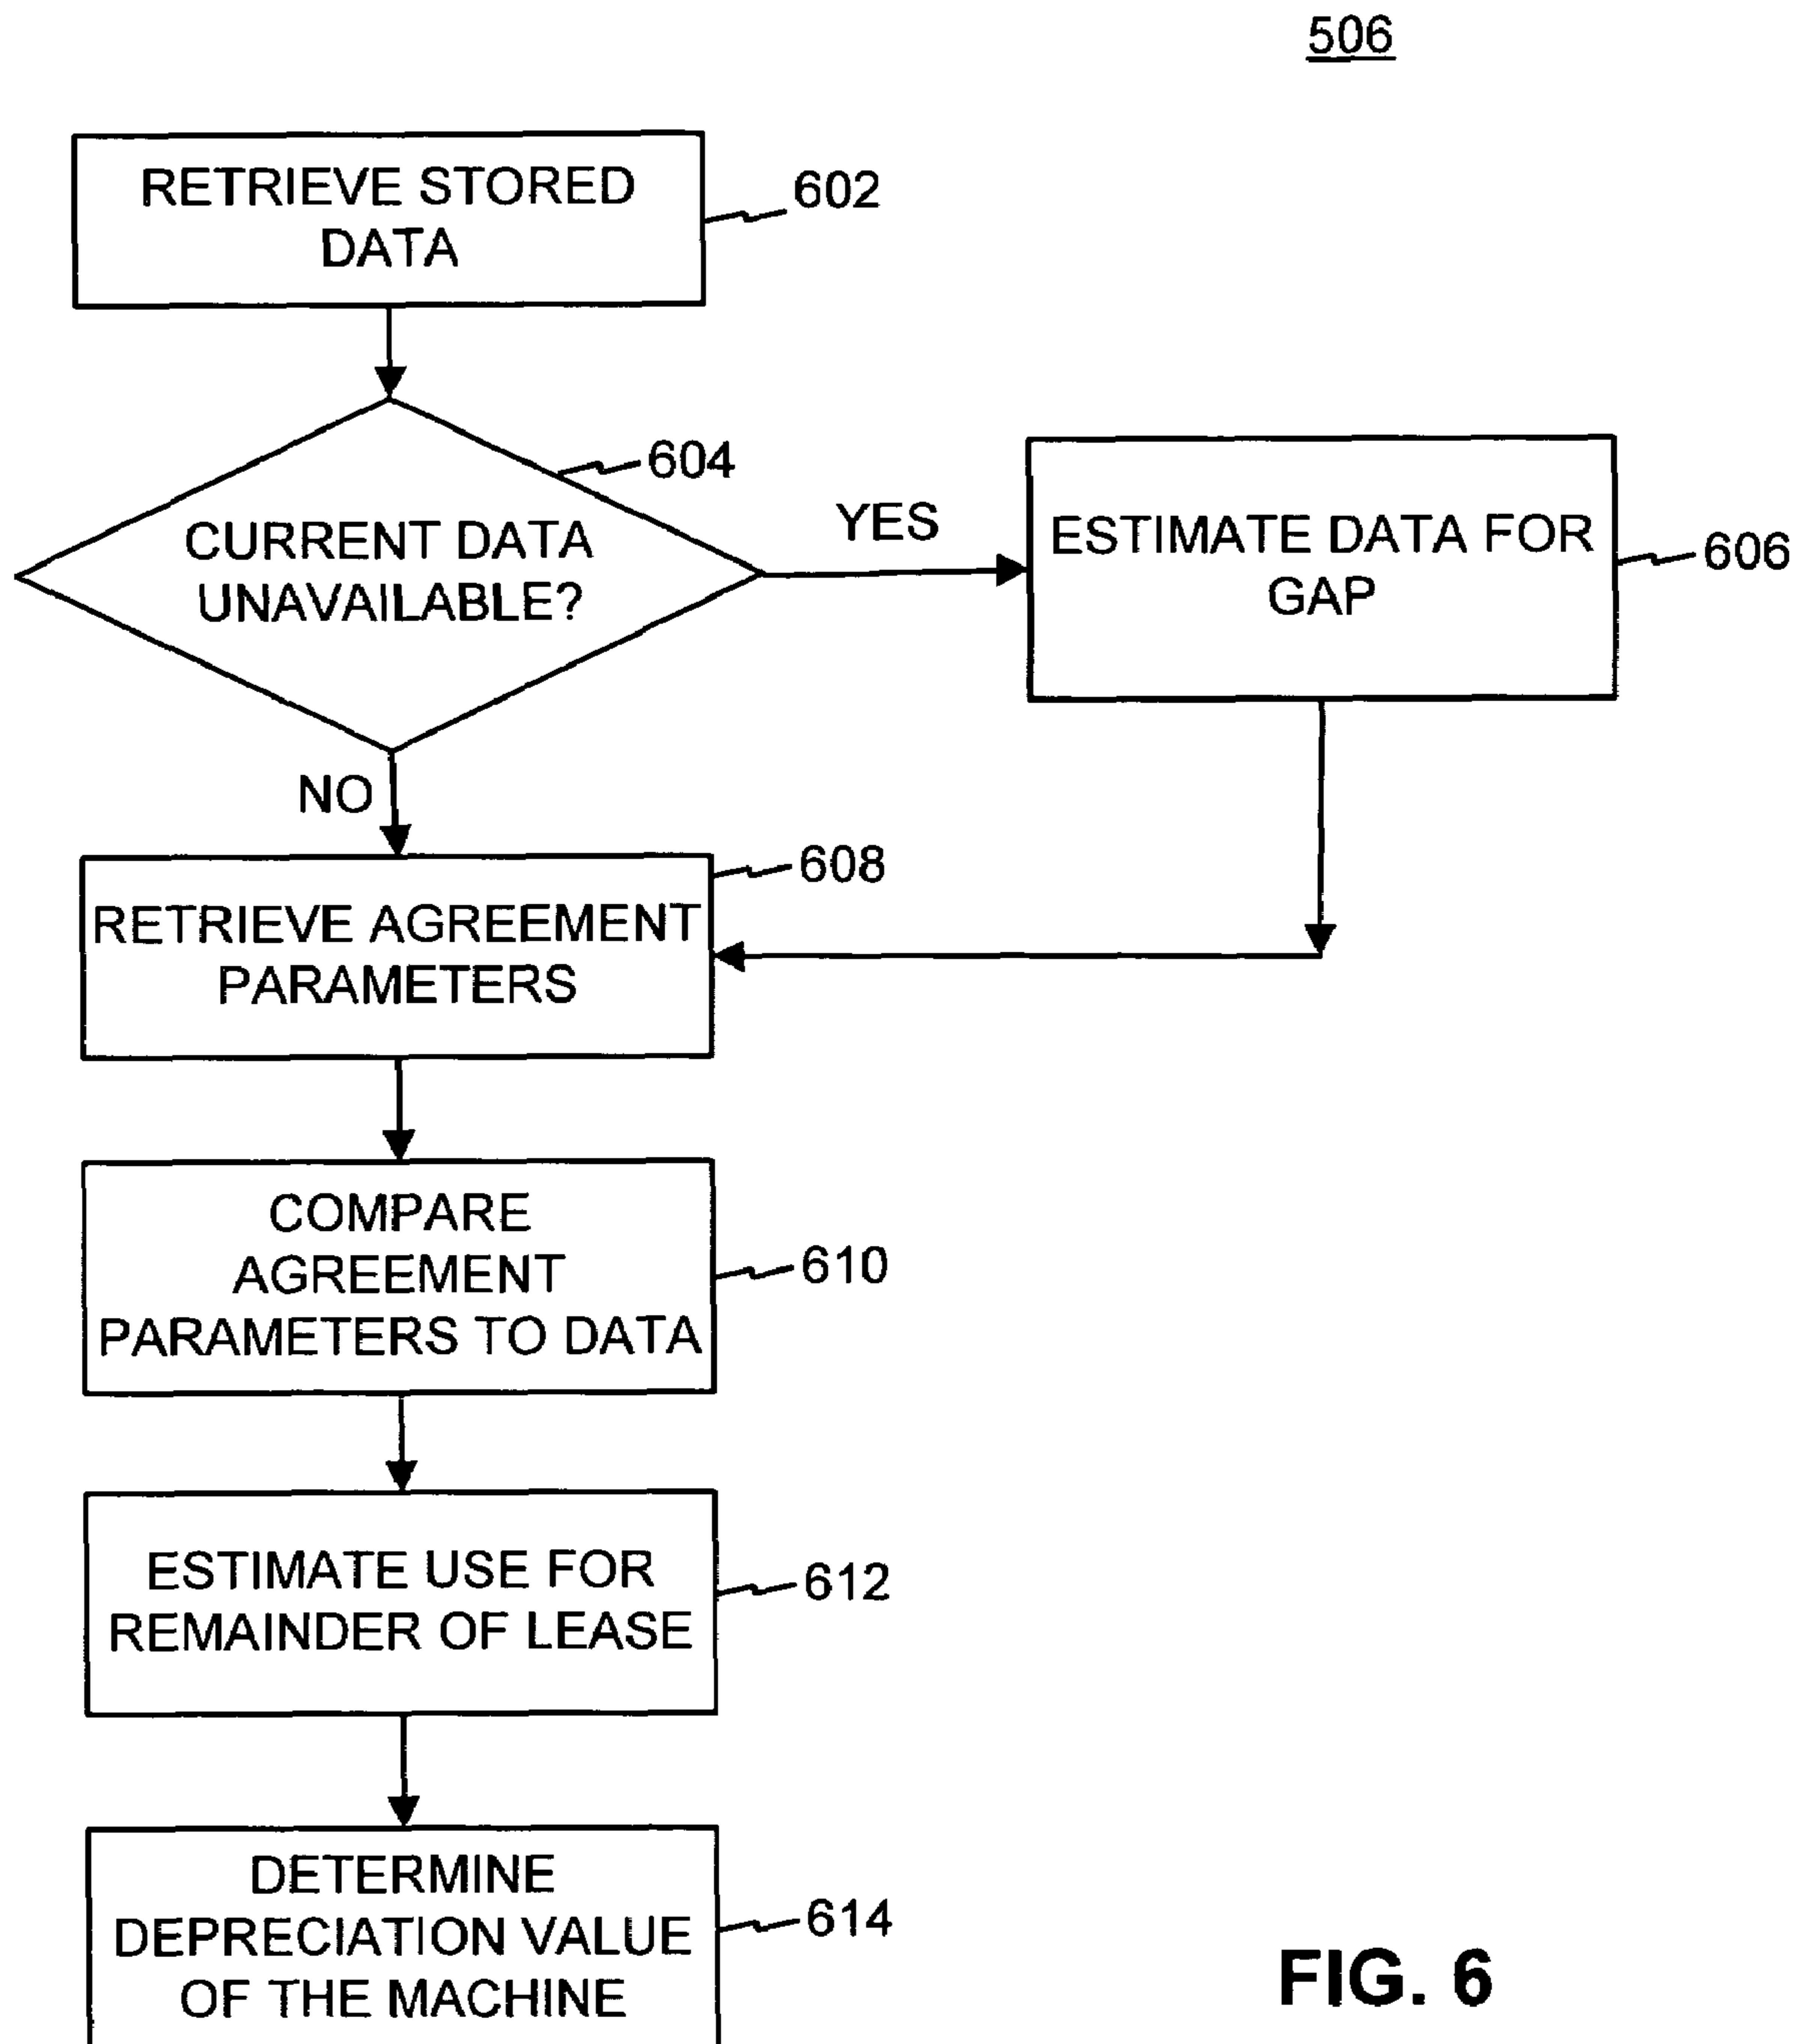 506
RETRIEVE STORED
DATA
602
604
CURRENT DATA
UNAVAILABLE?
YES
ESTIMATE DATA FOR
GAP
606
NO
608
RETRIEVE AGREEMENT
PARAMETERS
COMPARE
AGREEMENT
PARAMETERS TO DATA
610
ESTIMATE USE FOR
REMAINDER OF LEASE
612
DETERMINE
DEPRECIATION VALUE
OF THE MACHINE
614
FIG. 6